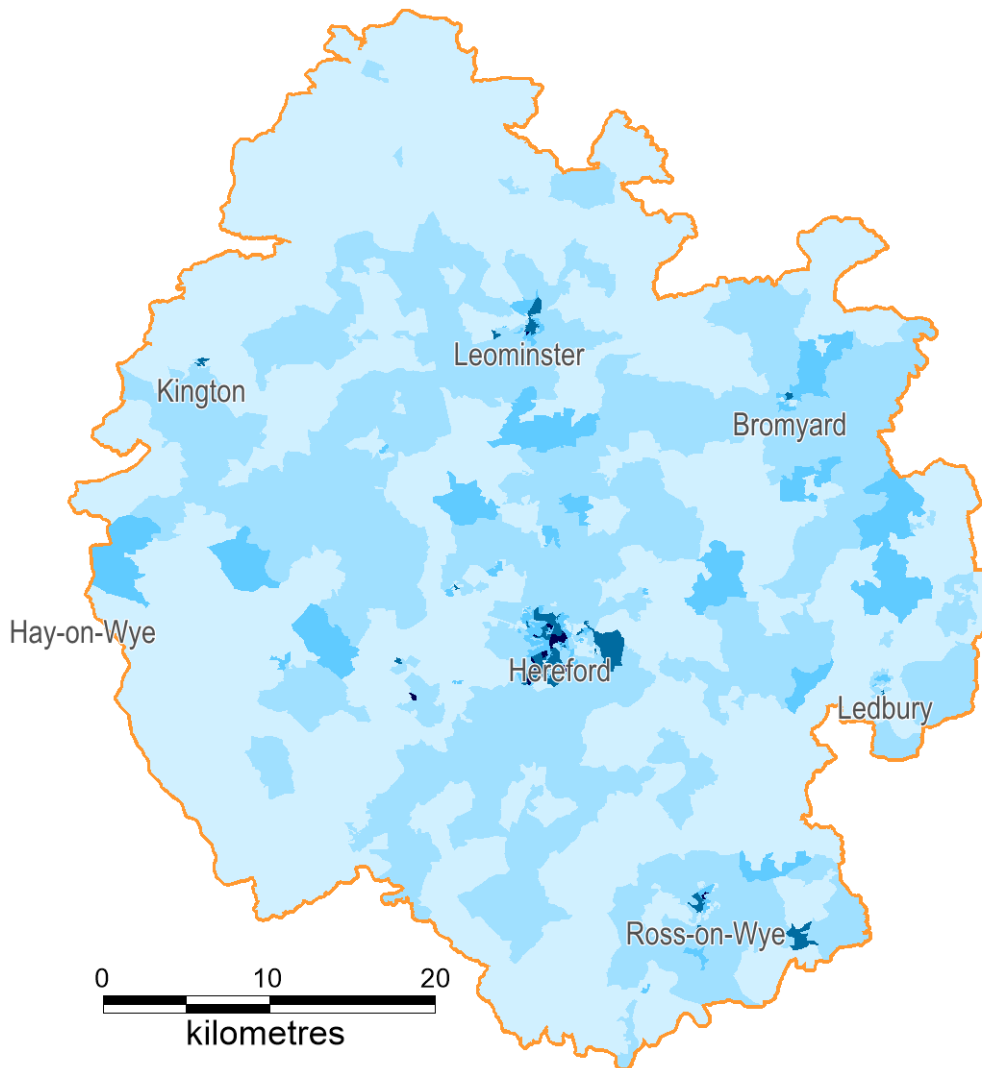 Leominster
Kington
Bromyard
Hay-on-Wye
Hereford
Ledbury
Ross-on-Wye
0 10 20
kilometres